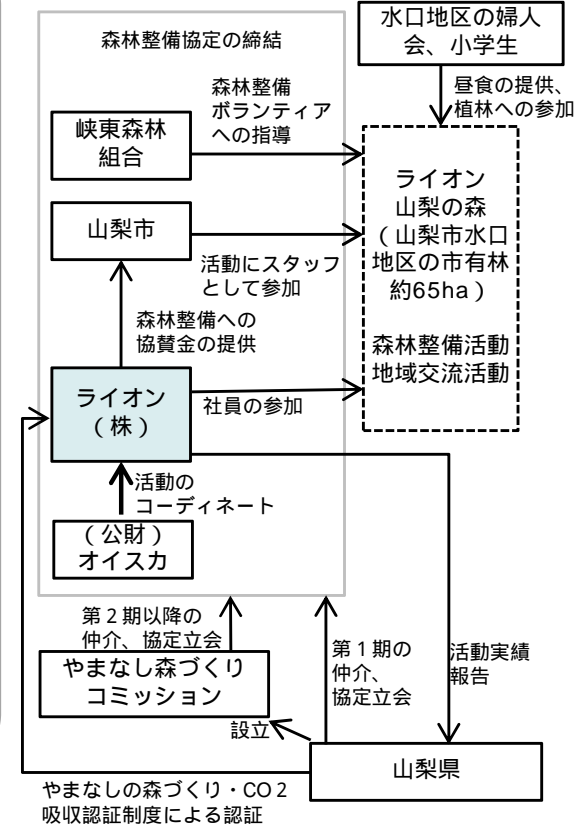 水口地区の婦人
会、小学生
森林整備協定の締結
昼食の提供、
植林への参加
森林整備
ボランティア
への指導
峡東森林
組合
山梨市
活動にスタッフ
として参加
ライオン
山梨の森
（山梨市水口
地区の市有林
約65ha）
森林整備活動
地域交流活動
森林整備への
協賛金の提供
ライオン
（株）
社員の参加
活動の
コーディネート
（公財）
オイスカ
第２期以降の
仲介、協定立会
やまなし森づくり
コミッション
設立
第１期の
仲介、
協定立会
活動実績
報告
山梨県
やまなしの森づくり・CO２
吸収認証制度による認証